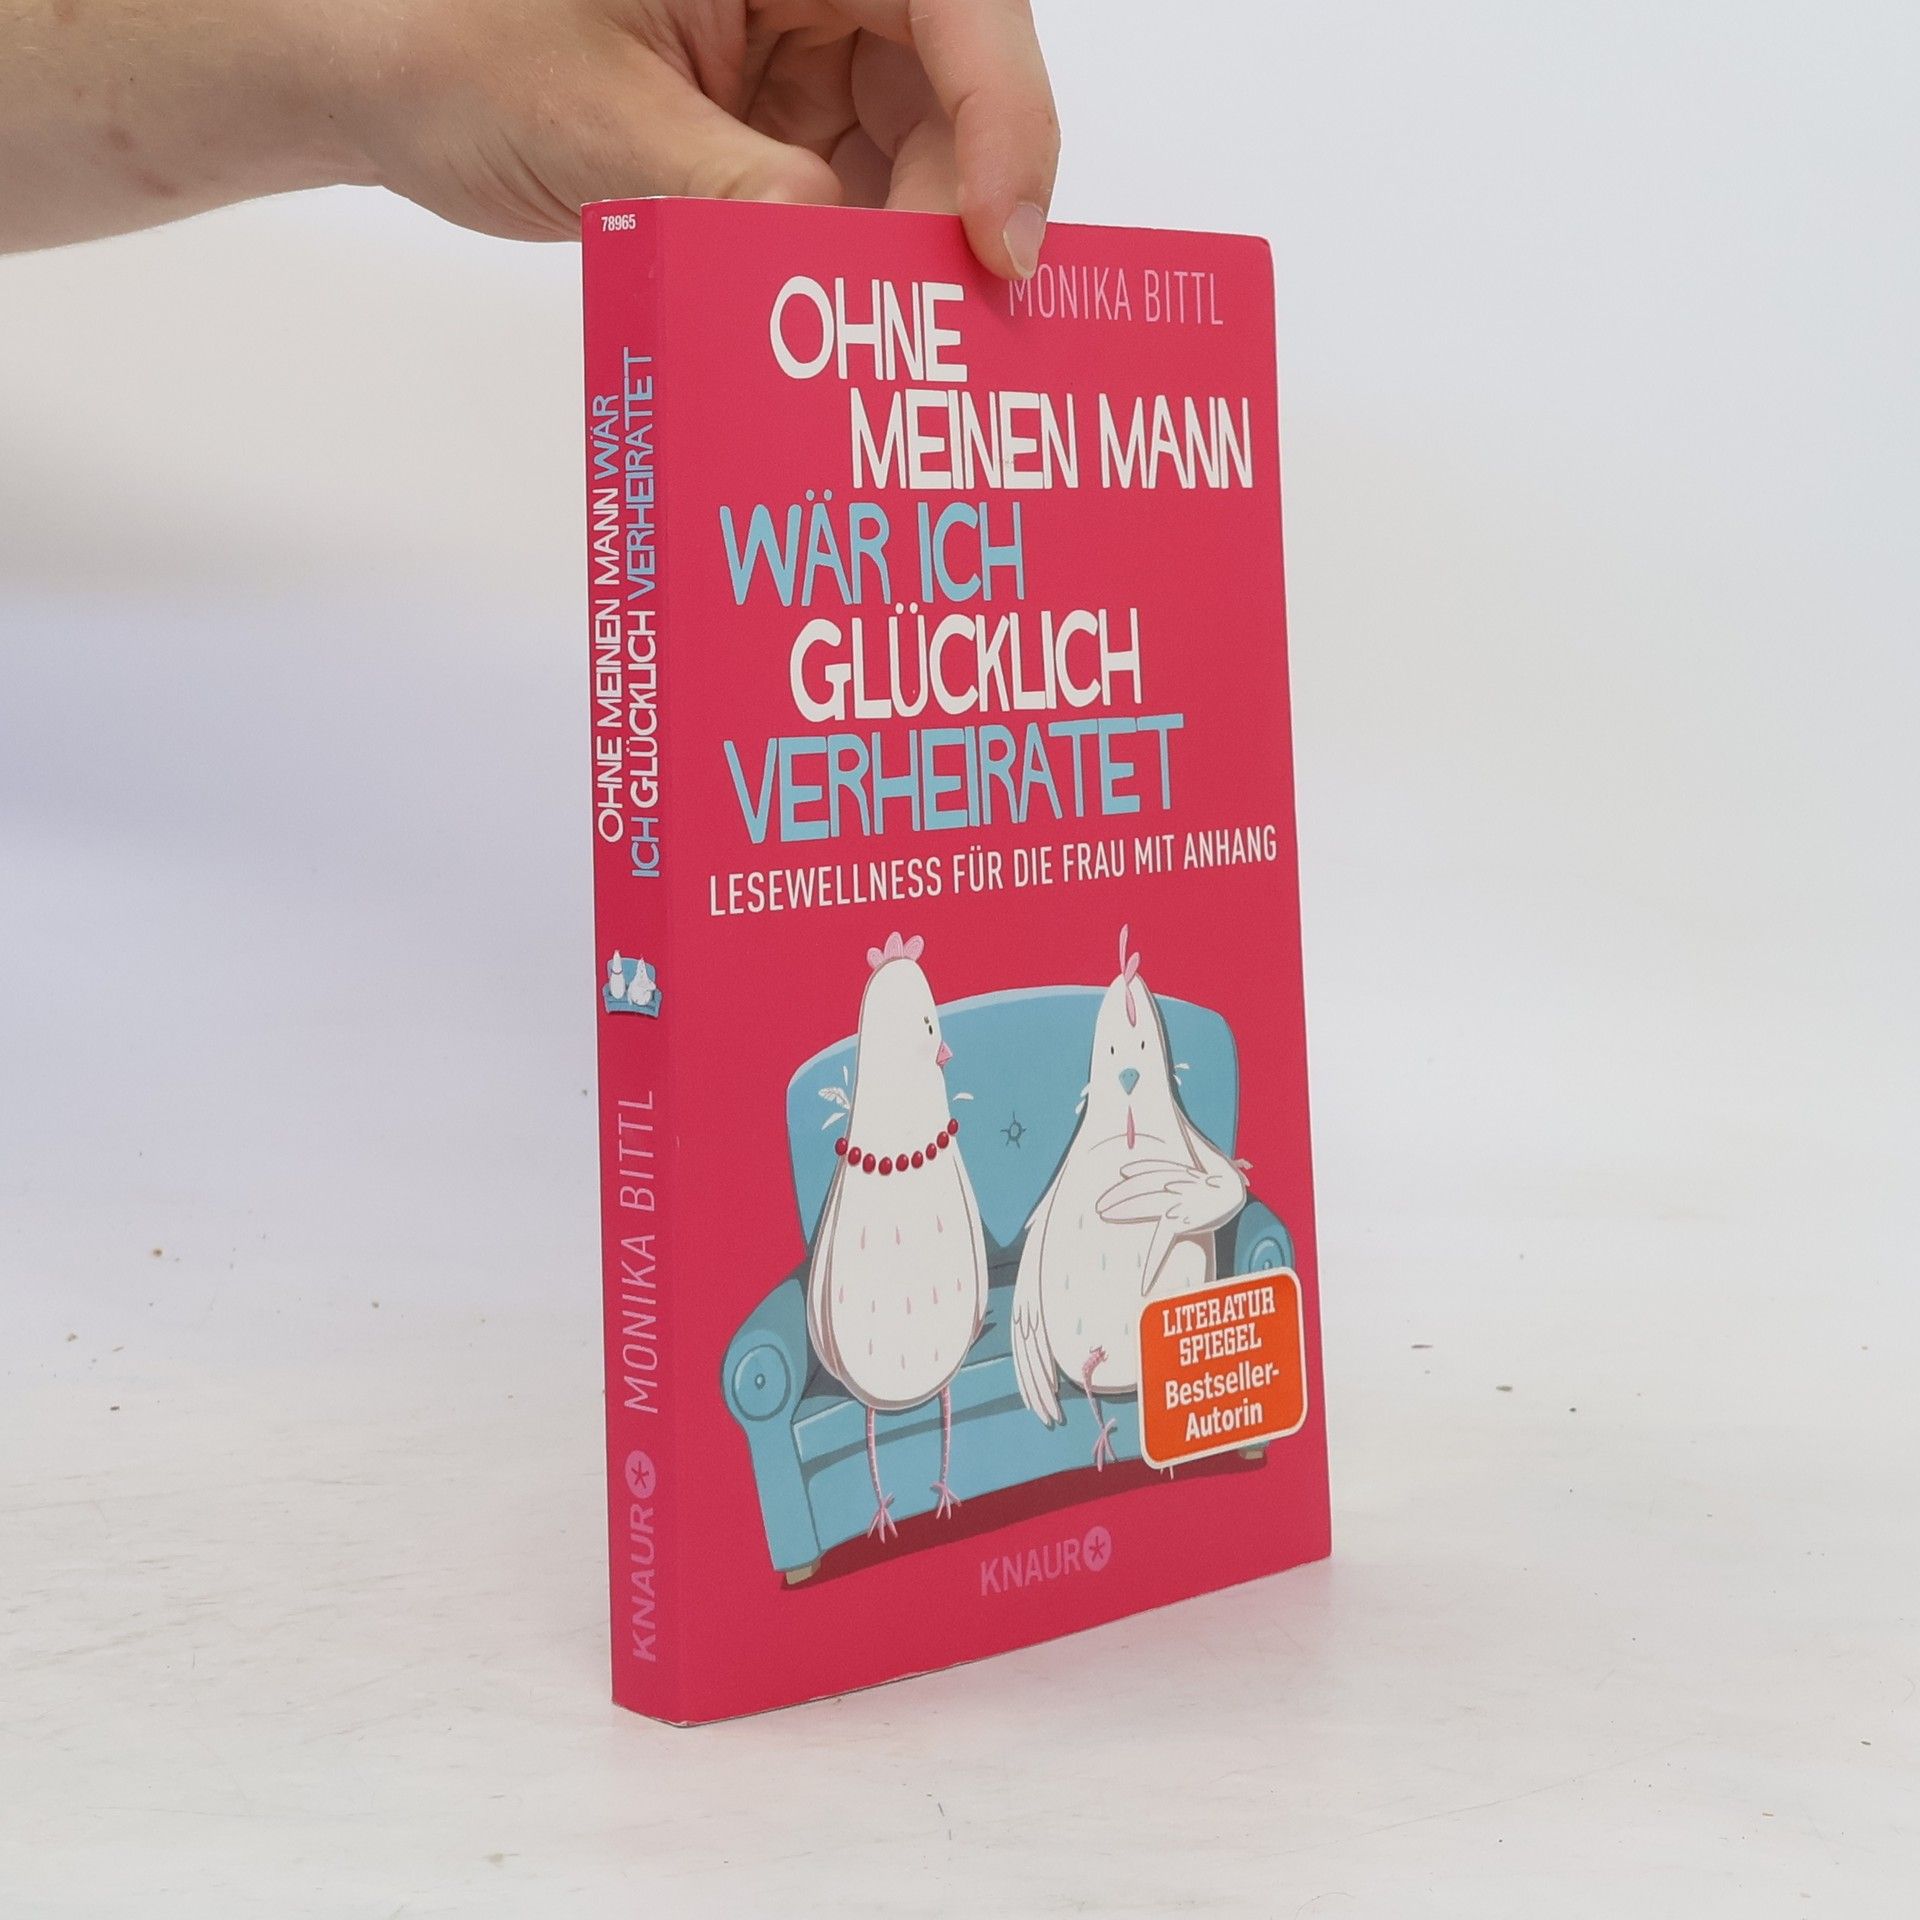 78965
OHNE MEINEN MANN WÄR
ICH GLÜCKLICH VERHEIRATET
MONIKA BITTL
KNAUR
MONIKA BITTL
OHNE
MEINEN MANN
WÄR ICH
GLÜCKLICH
VERHEIRATET
LESEWELLNESS FÜR DIE FRAU MIT ANHANG
LITERATUR
SPIEGEL
Bestseller-
Autorin
KNAUR